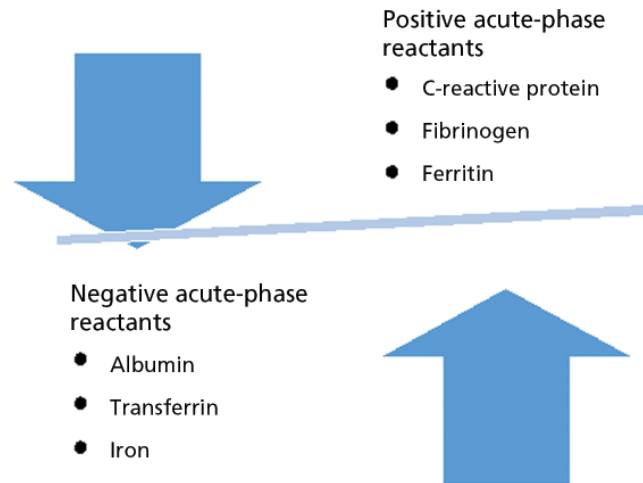 Positive acute-phase
reactants
● C-reactive protein
● Fibrinogen
● Ferritin
Negative acute-phase
reactants
● Albumin
● Transferrin
● Iron